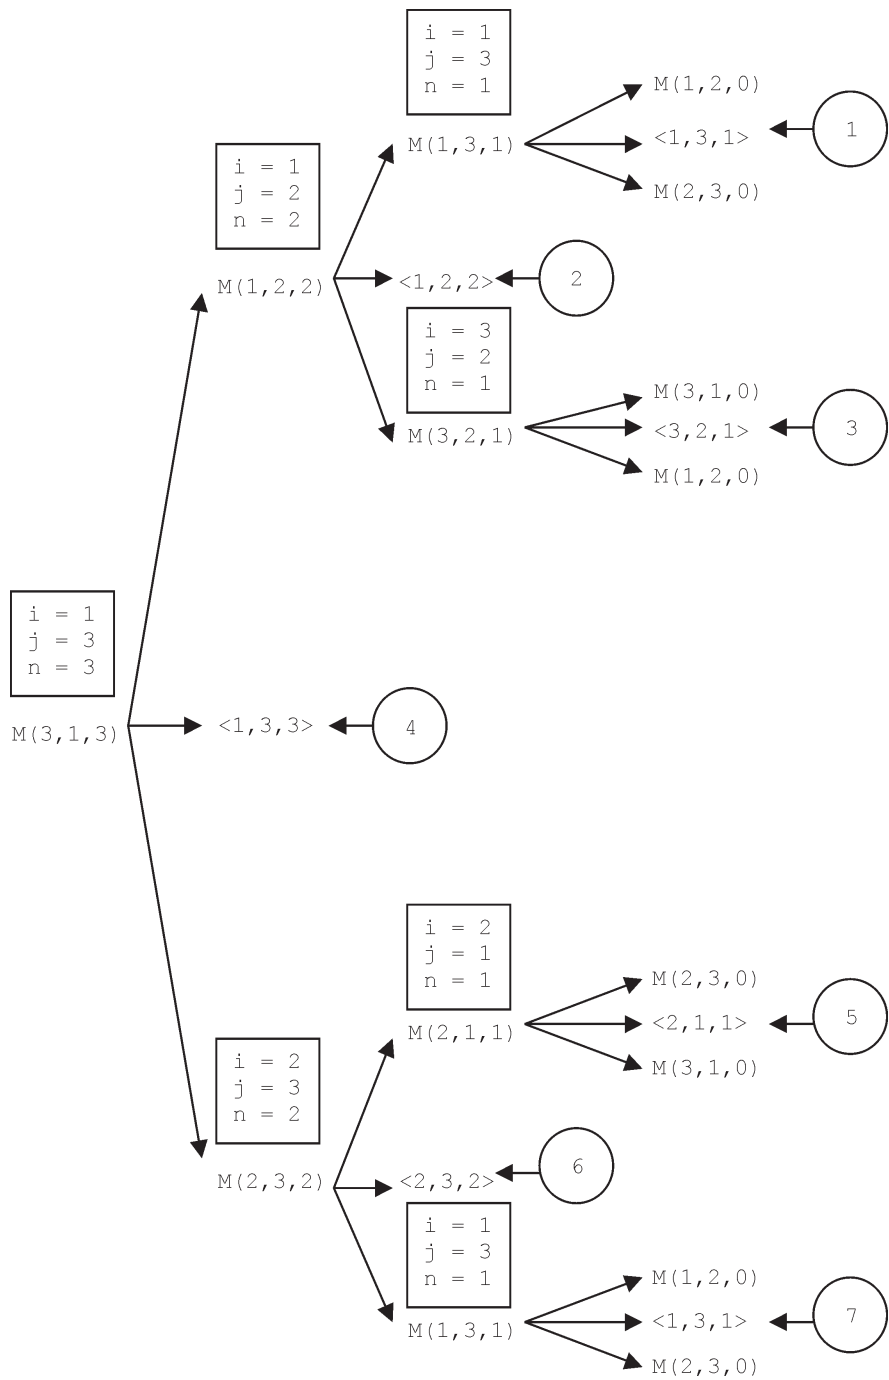 i = 1
j = 3
n = 1
M(1,3,1)
M(1,2,0)
<1,3,1>
M(2,3,0)
1
i = 1
j = 2
n = 2
M(1,2,2)
<1,2,2>
2
i = 3
j = 2
n = 1
M(3,2,1)
M(3,1,0)
<3,2,1>
M(1,2,0)
3
i = 1
j = 3
n = 3
M(3,1,3)
<1,3,3>
4
i = 2
j = 1
n = 1
M(2,1,1)
M(2,3,0)
<2,1,1>
M(3,1,0)
5
i = 2
j = 3
n = 2
M(2,3,2)
<2,3,2>
6
i = 1
j = 3
n = 1
M(1,3,1)
M(1,2,0)
<1,3,1>
M(2,3,0)
7